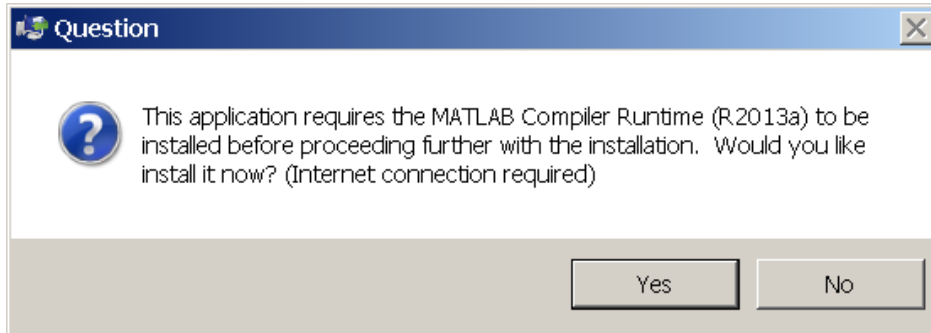 Question
This application requires the MATLAB Compiler Runtime (R2013a) to be
installed before proceeding further with the installation.  Would you like
install it now? (Internet connection required)
Yes
No